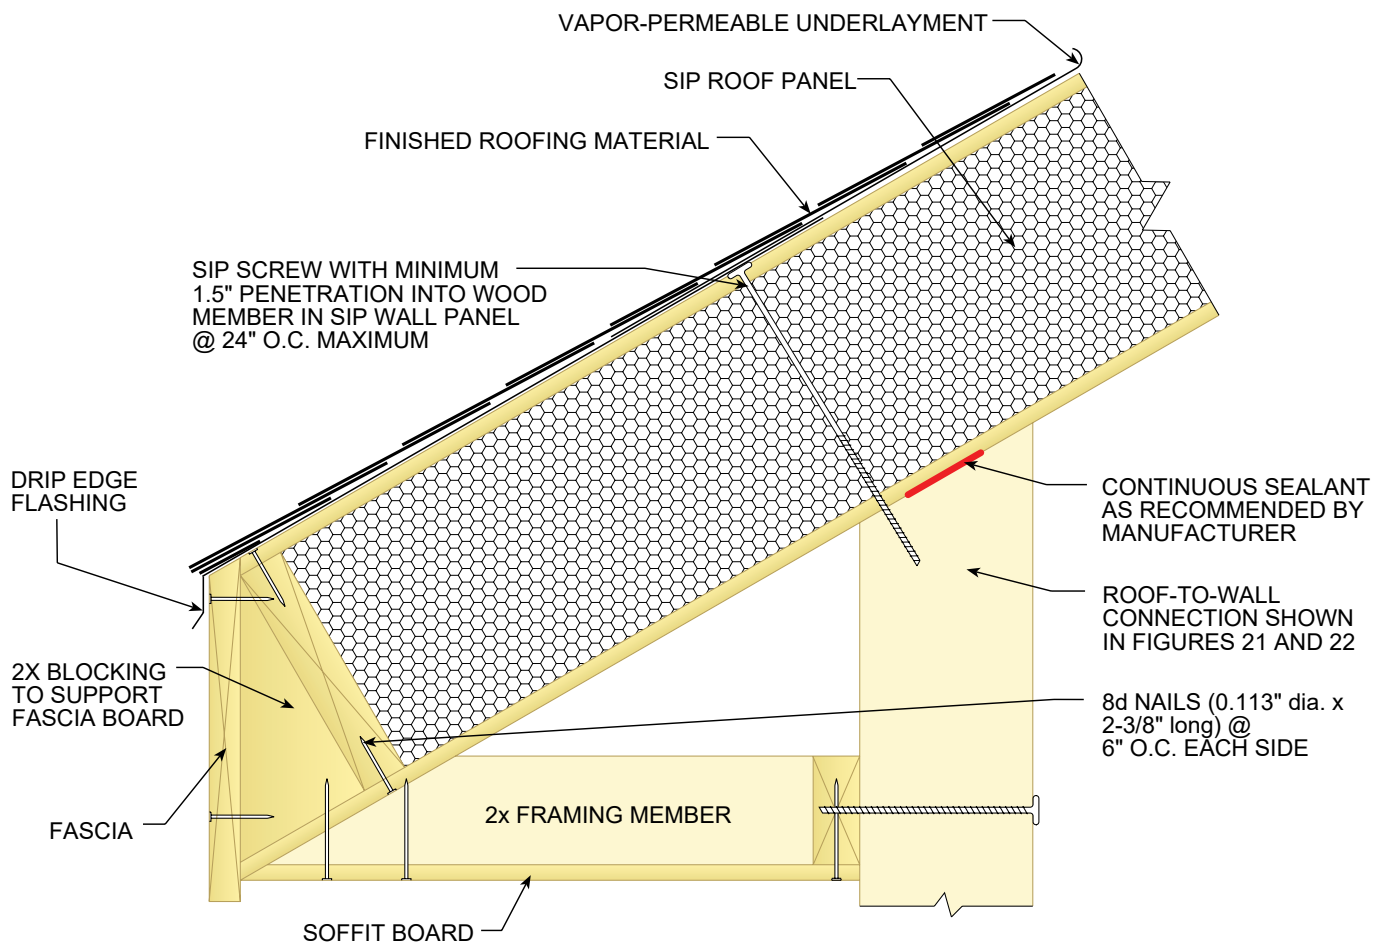 VAPOR-PERMEABLE UNDERLAYMENT
SIP ROOF PANEL
FINISHED ROOFING MATERIAL
SIP SCREW WITH MINIMUM
1.5" PENETRATION INTO WOOD
MEMBER IN SIP WALL PANEL
@ 24" O.C. MAXIMUM
DRIP EDGE
FLASHING
CONTINUOUS SEALANT
AS RECOMMENDED BY
MANUFACTURER
ROOF-TO-WALL
CONNECTION SHOWN
IN FIGURES 21 AND 22
2X BLOCKING
TO SUPPORT
FASCIA BOARD
8d NAILS (0.113" dia. x
2-3/8" long) @
6" O.C. EACH SIDE
2x FRAMING MEMBER
FASCIA
SOFFIT BOARD